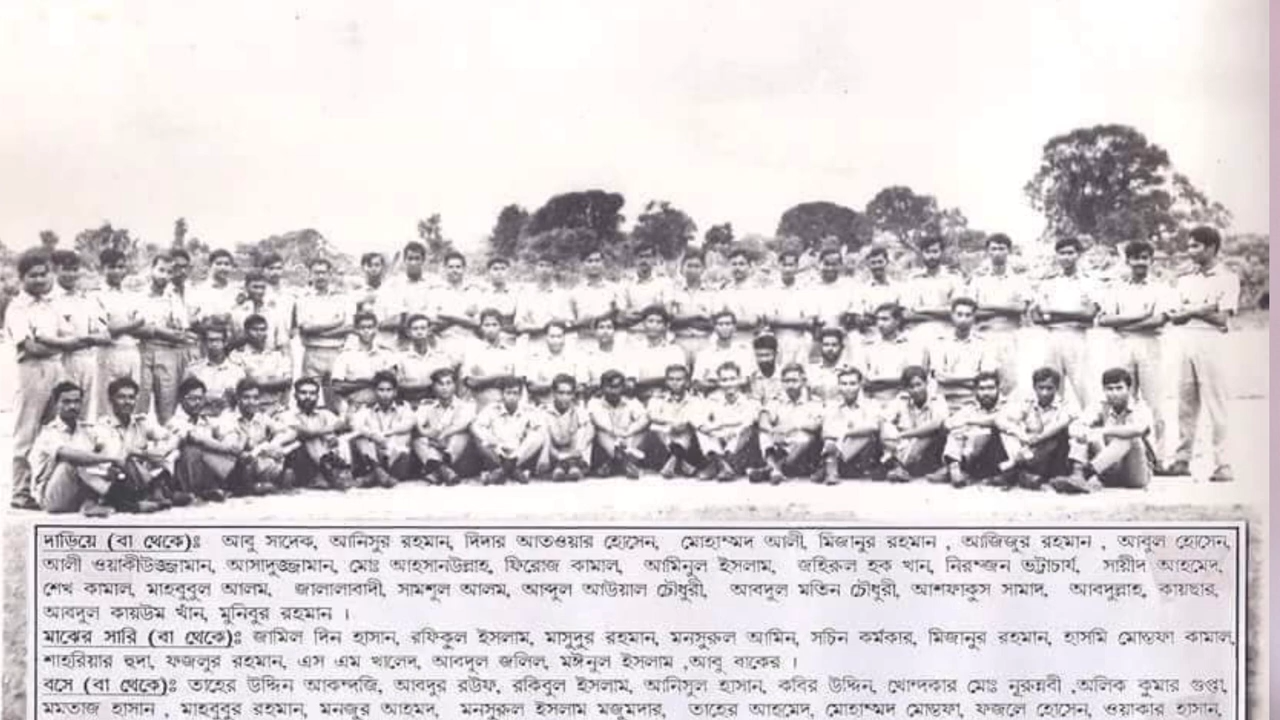 দাড়িয়ে (বা থেকে)ঃ আবু সাদেক, আনিসুর রহমান, দিদার আতওয়ার হোসেন, মোহাম্মদ আলী, মিজানুর রহমান , আজিজুর রহমান , আবুল হোসেন,
আলী ওয়াকীউজ্জামান, আসাদুজ্জামান, মোঃ আহসানউল্লাহ, ফিরোজ কামাল, আমিনুল ইসলাম, জহিরুল হক খান, নিরঞ্জন ভট্টাচার্য, সায়ীদ আহমেদ,
শেখ কামাল, মাহবুবুল আলম, জালালাবাদী, সামশুল আলম, আব্দুল আউয়াল চৌধুরী, আবদুল মতিন চৌধুরী, আশফাকুস সামাদ, আবদুল্লাহ, কায়ছার,
আবদুল কায়উম খাঁন, মুনিবুর রহমান ।
মাঝের সারি (বা থেকে)ঃ জামিল দিন হাসান, রফিকুল ইসলাম, মাসুদুর রহমান, মনসুরুল আমিন, সচিন কর্মকার, মিজানুর রহমান, হাসমি মোস্তফা কামাল,
শাহরিয়ার হুদা, ফজলুর রহমান, এস এম খালেদ, আবদুল জলিল, মঈনুল ইসলাম ,আবু বাকের ।
বসে (বা থেকে)ঃ তাহের উদ্দিন আকন্দজি, আবদুর রউফ, রকিবুল ইসলাম, আনিসুল হাসান, কবির উদ্দিন, খোন্দকার মোঃ নুরুন্নবী ,অলিক কুমার গুপ্তা,
মমতাজ হাসান , মাহবুবুর রহমান, মনজুর আহমদ, মনসুরুল ইসলাম মজুমদার, তাহের আহমেদ, মোহাম্মদ মোস্তফা, ফজলে হোসেন, ওয়াকার হাসান,